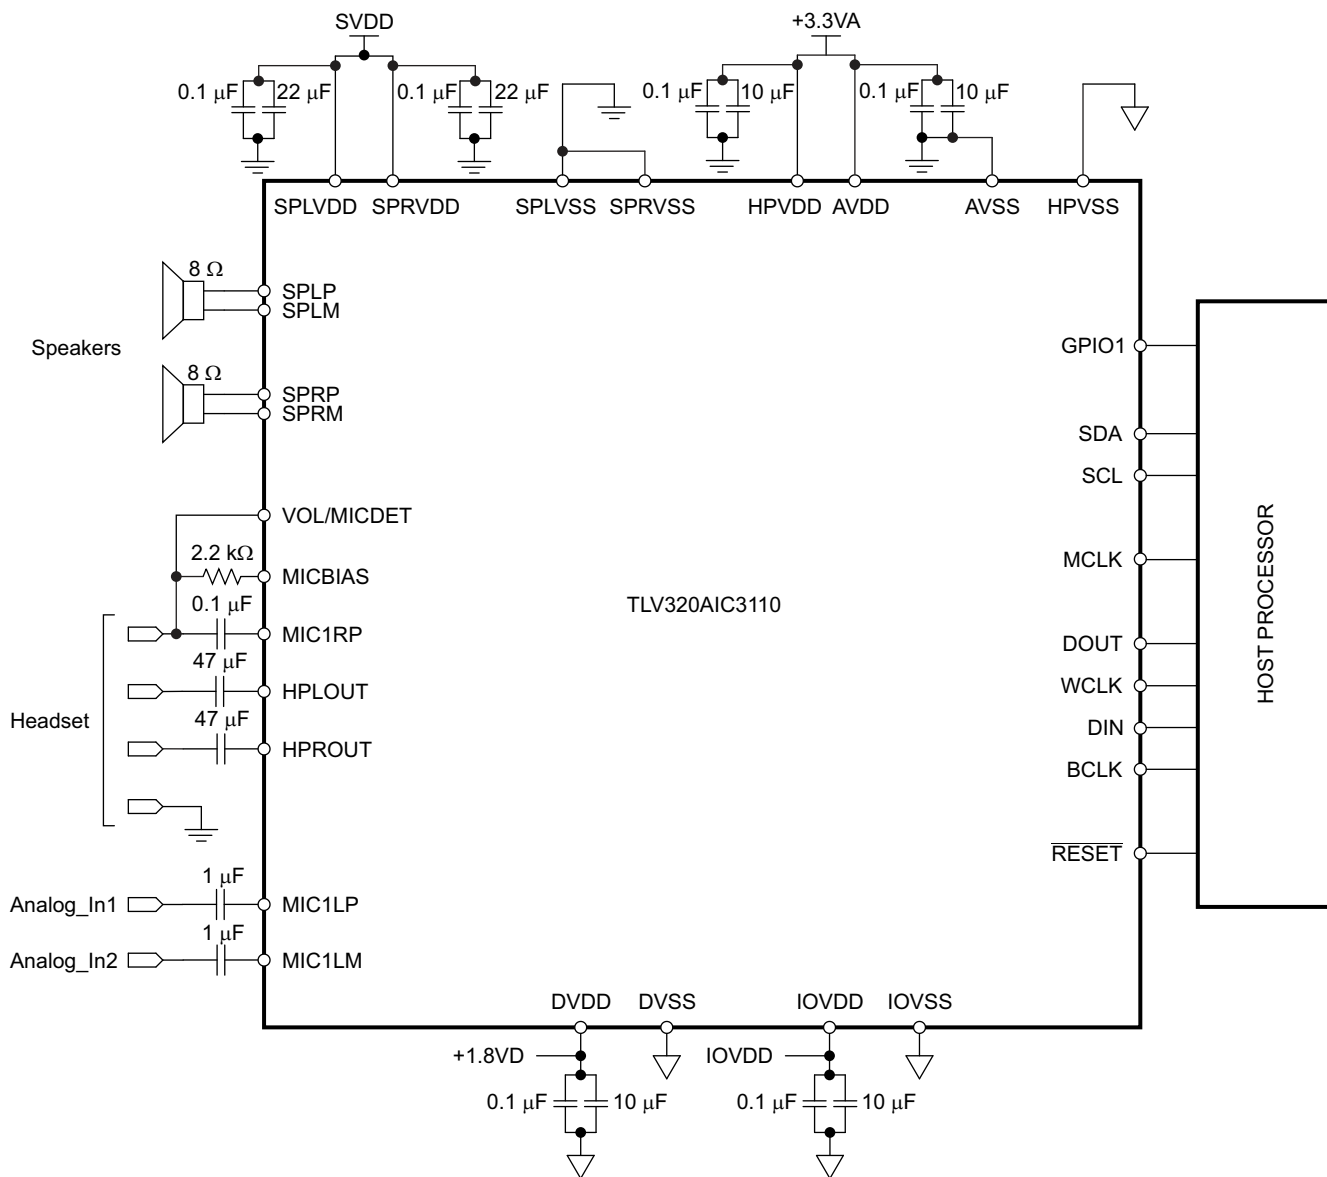 SVDD
+3.3VA
0.1 μF 22 μF 0.1 μF 22 μF 0.1 μF 10 μF 0.1 μF 10 μF
SPLVDD SPRVDD SPLVSS SPRVSS HPVDD AVDD AVSS HPVSS
8 Ω
SPLP
SPLM
Speakers
GPIO1
8 Ω
SPRP
SPRM
SDA
SCL
VOL/MICDET
2.2 kΩ
MICBIAS
MCLK
0.1 μF
TLV320AIC3110
HOST PROCESSOR
MIC1RP
DOUT
47 μF
HPLOUT
WCLK
47 μF
Headset
DIN
HPROUT
BCLK
RESET
1 μF
Analog_In1
MIC1LP
1 μF
Analog_In2
MIC1LM
DVDD DVSS IOVDD IOVSS
+1.8VD IOVDD
0.1 μF 10 μF 0.1 μF 10 μF